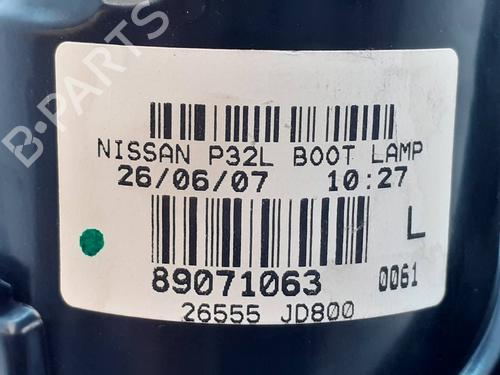 B-PARTS
NISSAN P32L BOOT LAMP
26/06/07 10:27
L
89071063 0061
26555 JD800